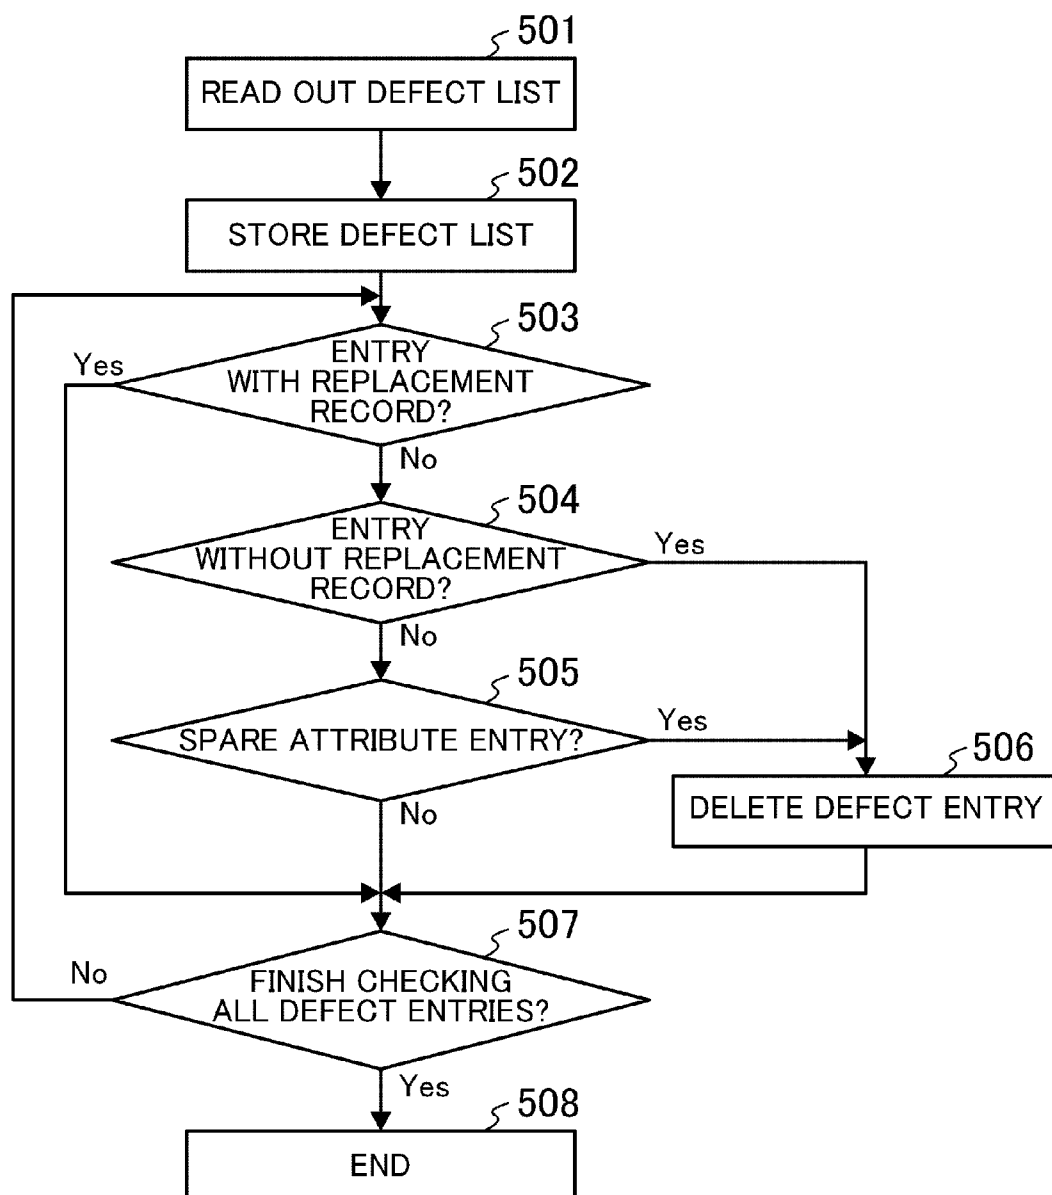 501
READ OUT DEFECT LIST
502
STORE DEFECT LIST
503
Yes
ENTRY
WITH REPLACEMENT
RECORD?
No
504
ENTRY
WITHOUT REPLACEMENT
RECORD?
Yes
No
505
SPARE ATTRIBUTE ENTRY?
Yes
506
DELETE DEFECT ENTRY
No
507
No
FINISH CHECKING
ALL DEFECT ENTRIES?
Yes
508
END